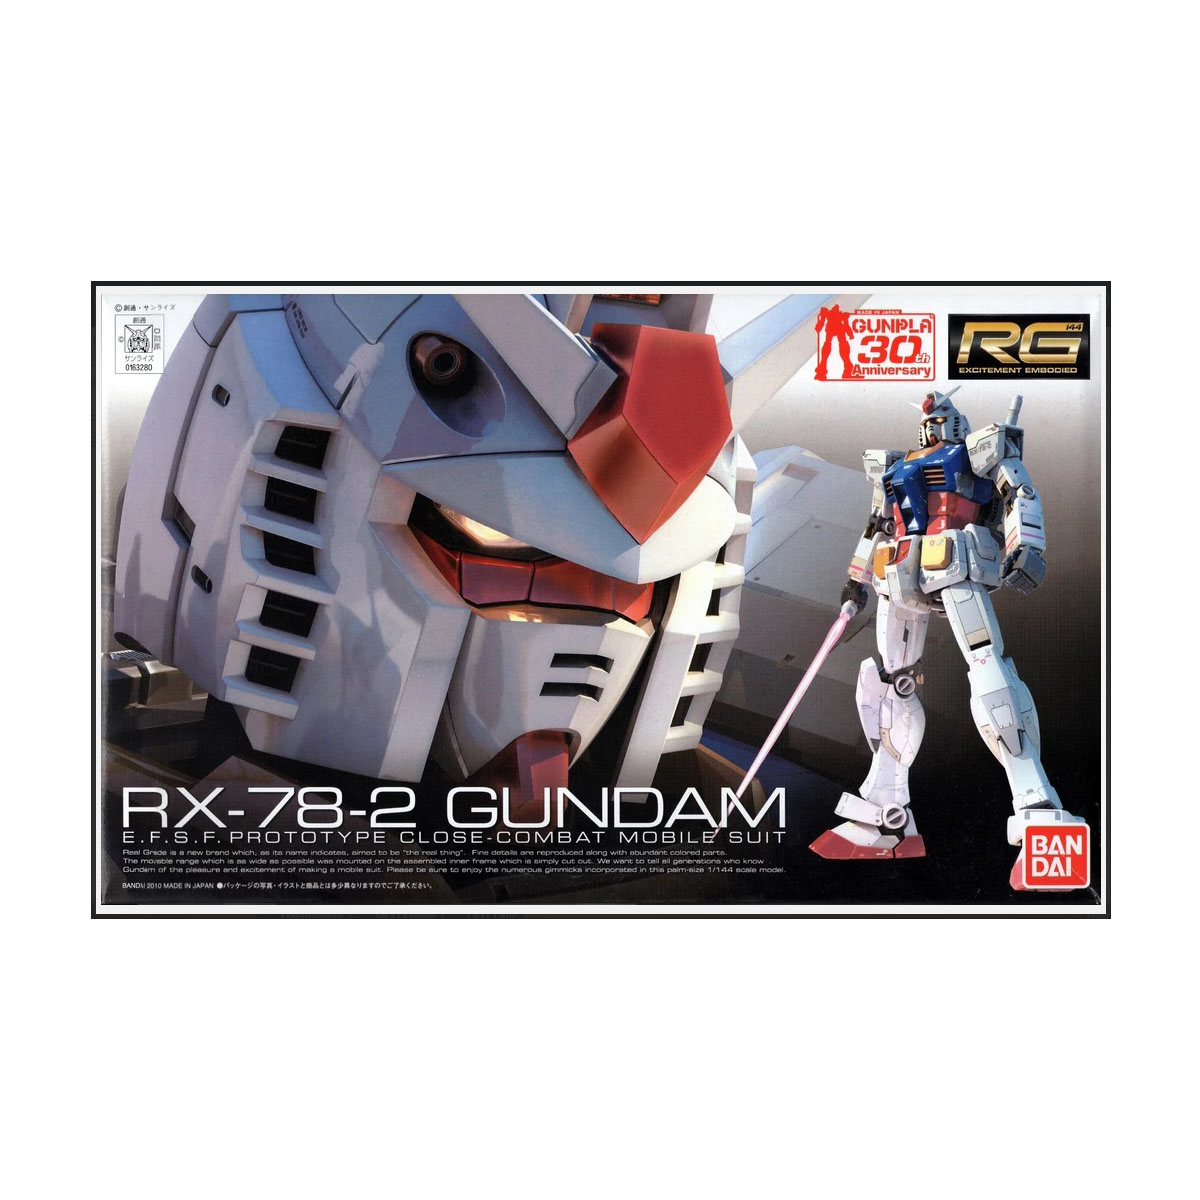 ©創通・サンライズ
創通
サンライズ
0163280
D超紙
©
MADE IN JAPAN
GUNPLA
30th
Anniversary
RG 144
EXCITEMENT EMBODIED
RX-78-2 GUNDAM
E.F.S.F. PROTOTYPE CLOSE-COMBAT MOBILE SUIT
Real Grade is a new brand which, as its name indicates, aimed to be "the real thing". Fine details are reproduced along with abundant colored parts.
The movable range which is as wide as possible was mounted on the assembled inner frame which is simply cut out. We want to tell all generations who know
Gundam of the pleasure and excitement of making a mobile suit. Please be sure to enjoy the numerous gimmicks incorporated in this palm-size 1/144 scale model.
BANDAI 2010 MADE IN JAPAN ●パッケージの写真・イラストと商品とは多少異なりますのでご了承ください。
BAN
DAI